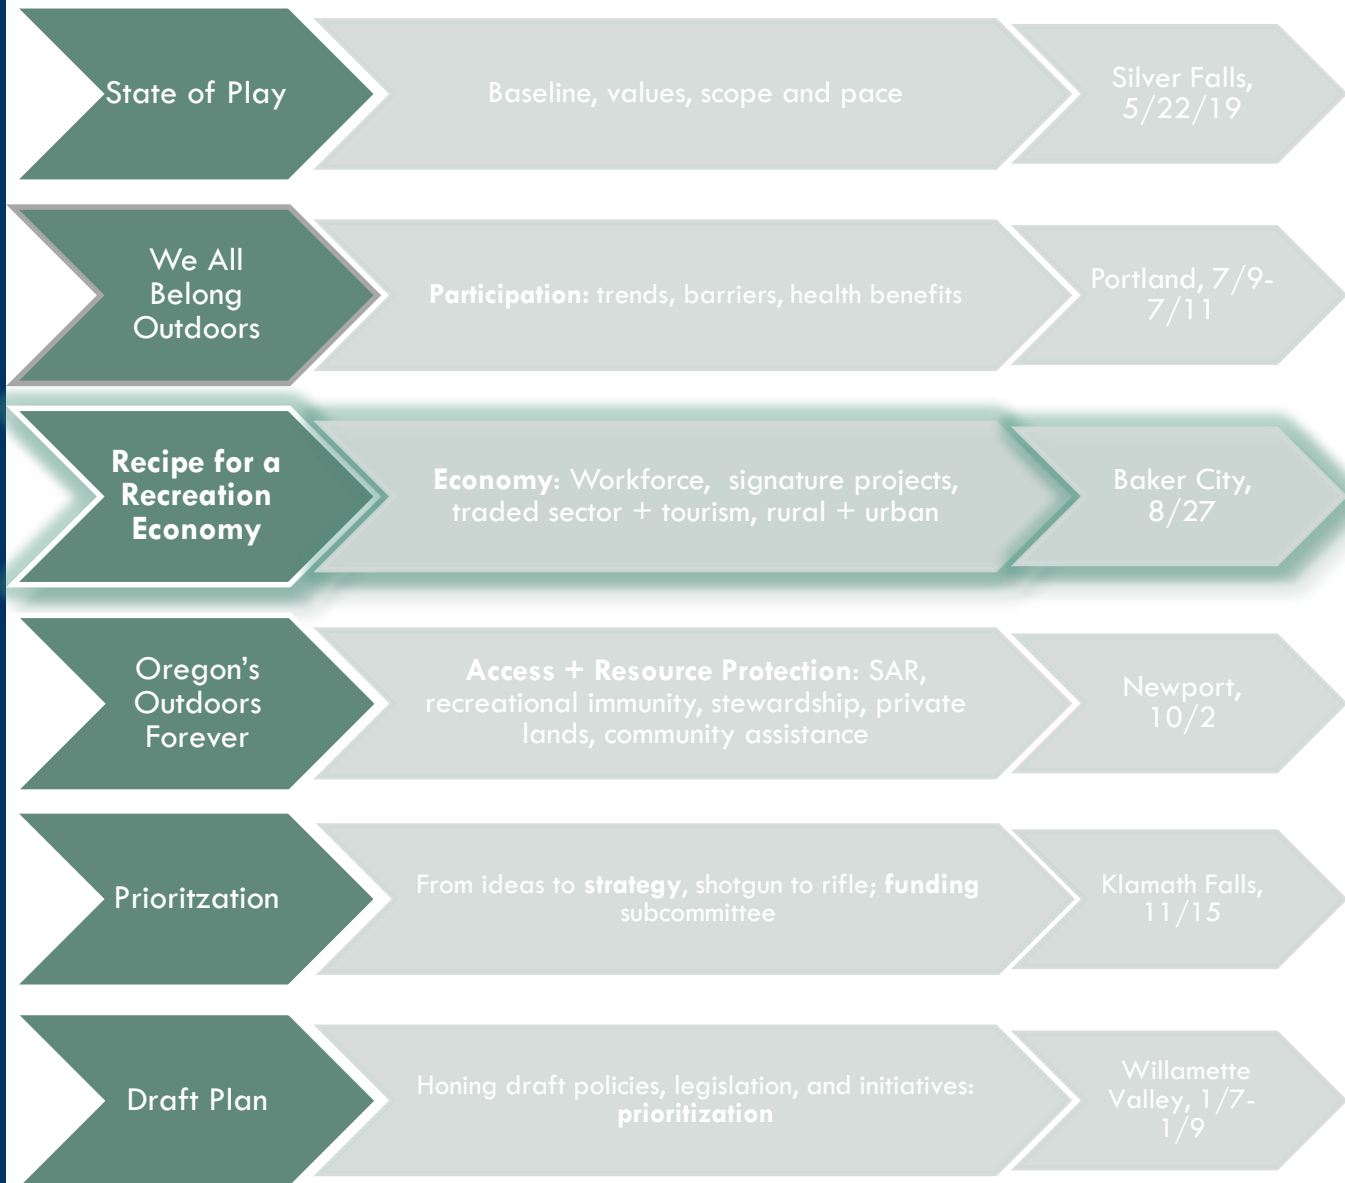 State of Play
Baseline, values, scope and pace
Silver Falls,
5/22/19
We All
Belong
Outdoors
Participation: trends, barriers, health benefits
Portland, 7/9-
7/11
Recipe for a
Recreation
Economy
Economy: Workforce, signature projects,
traded sector + tourism, rural + urban
Baker City,
8/27
Oregon's
Outdoors
Forever
Access + Resource Protection: SAR,
recreational immunity, stewardship, private
lands, community assistance
Newport,
10/2
Prioritzation
From ideas to strategy, shotgun to rifle; funding
subcommittee
Klamath Falls,
11/15
Draft Plan
Honing draft policies, legislation, and initiatives:
prioritization
Willamette
Valley, 1/7-
1/9